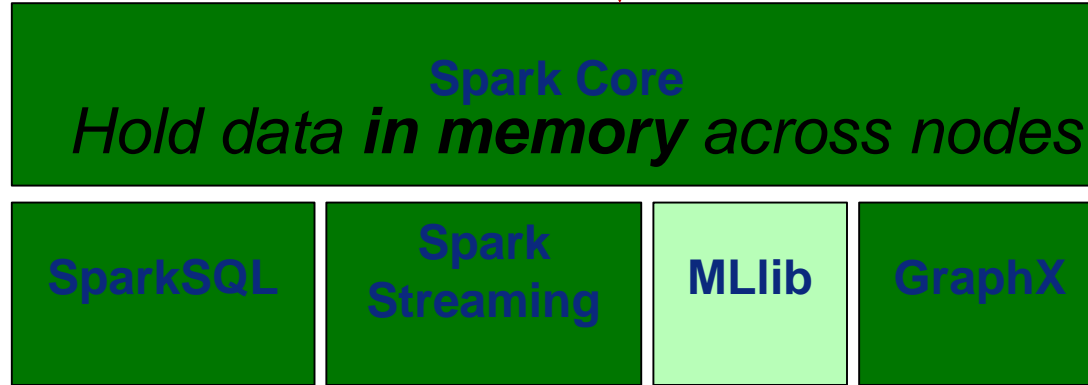 Spark Core
Hold data in memory across nodes
SparkSQL
Spark
Streaming
MLlib
GraphX